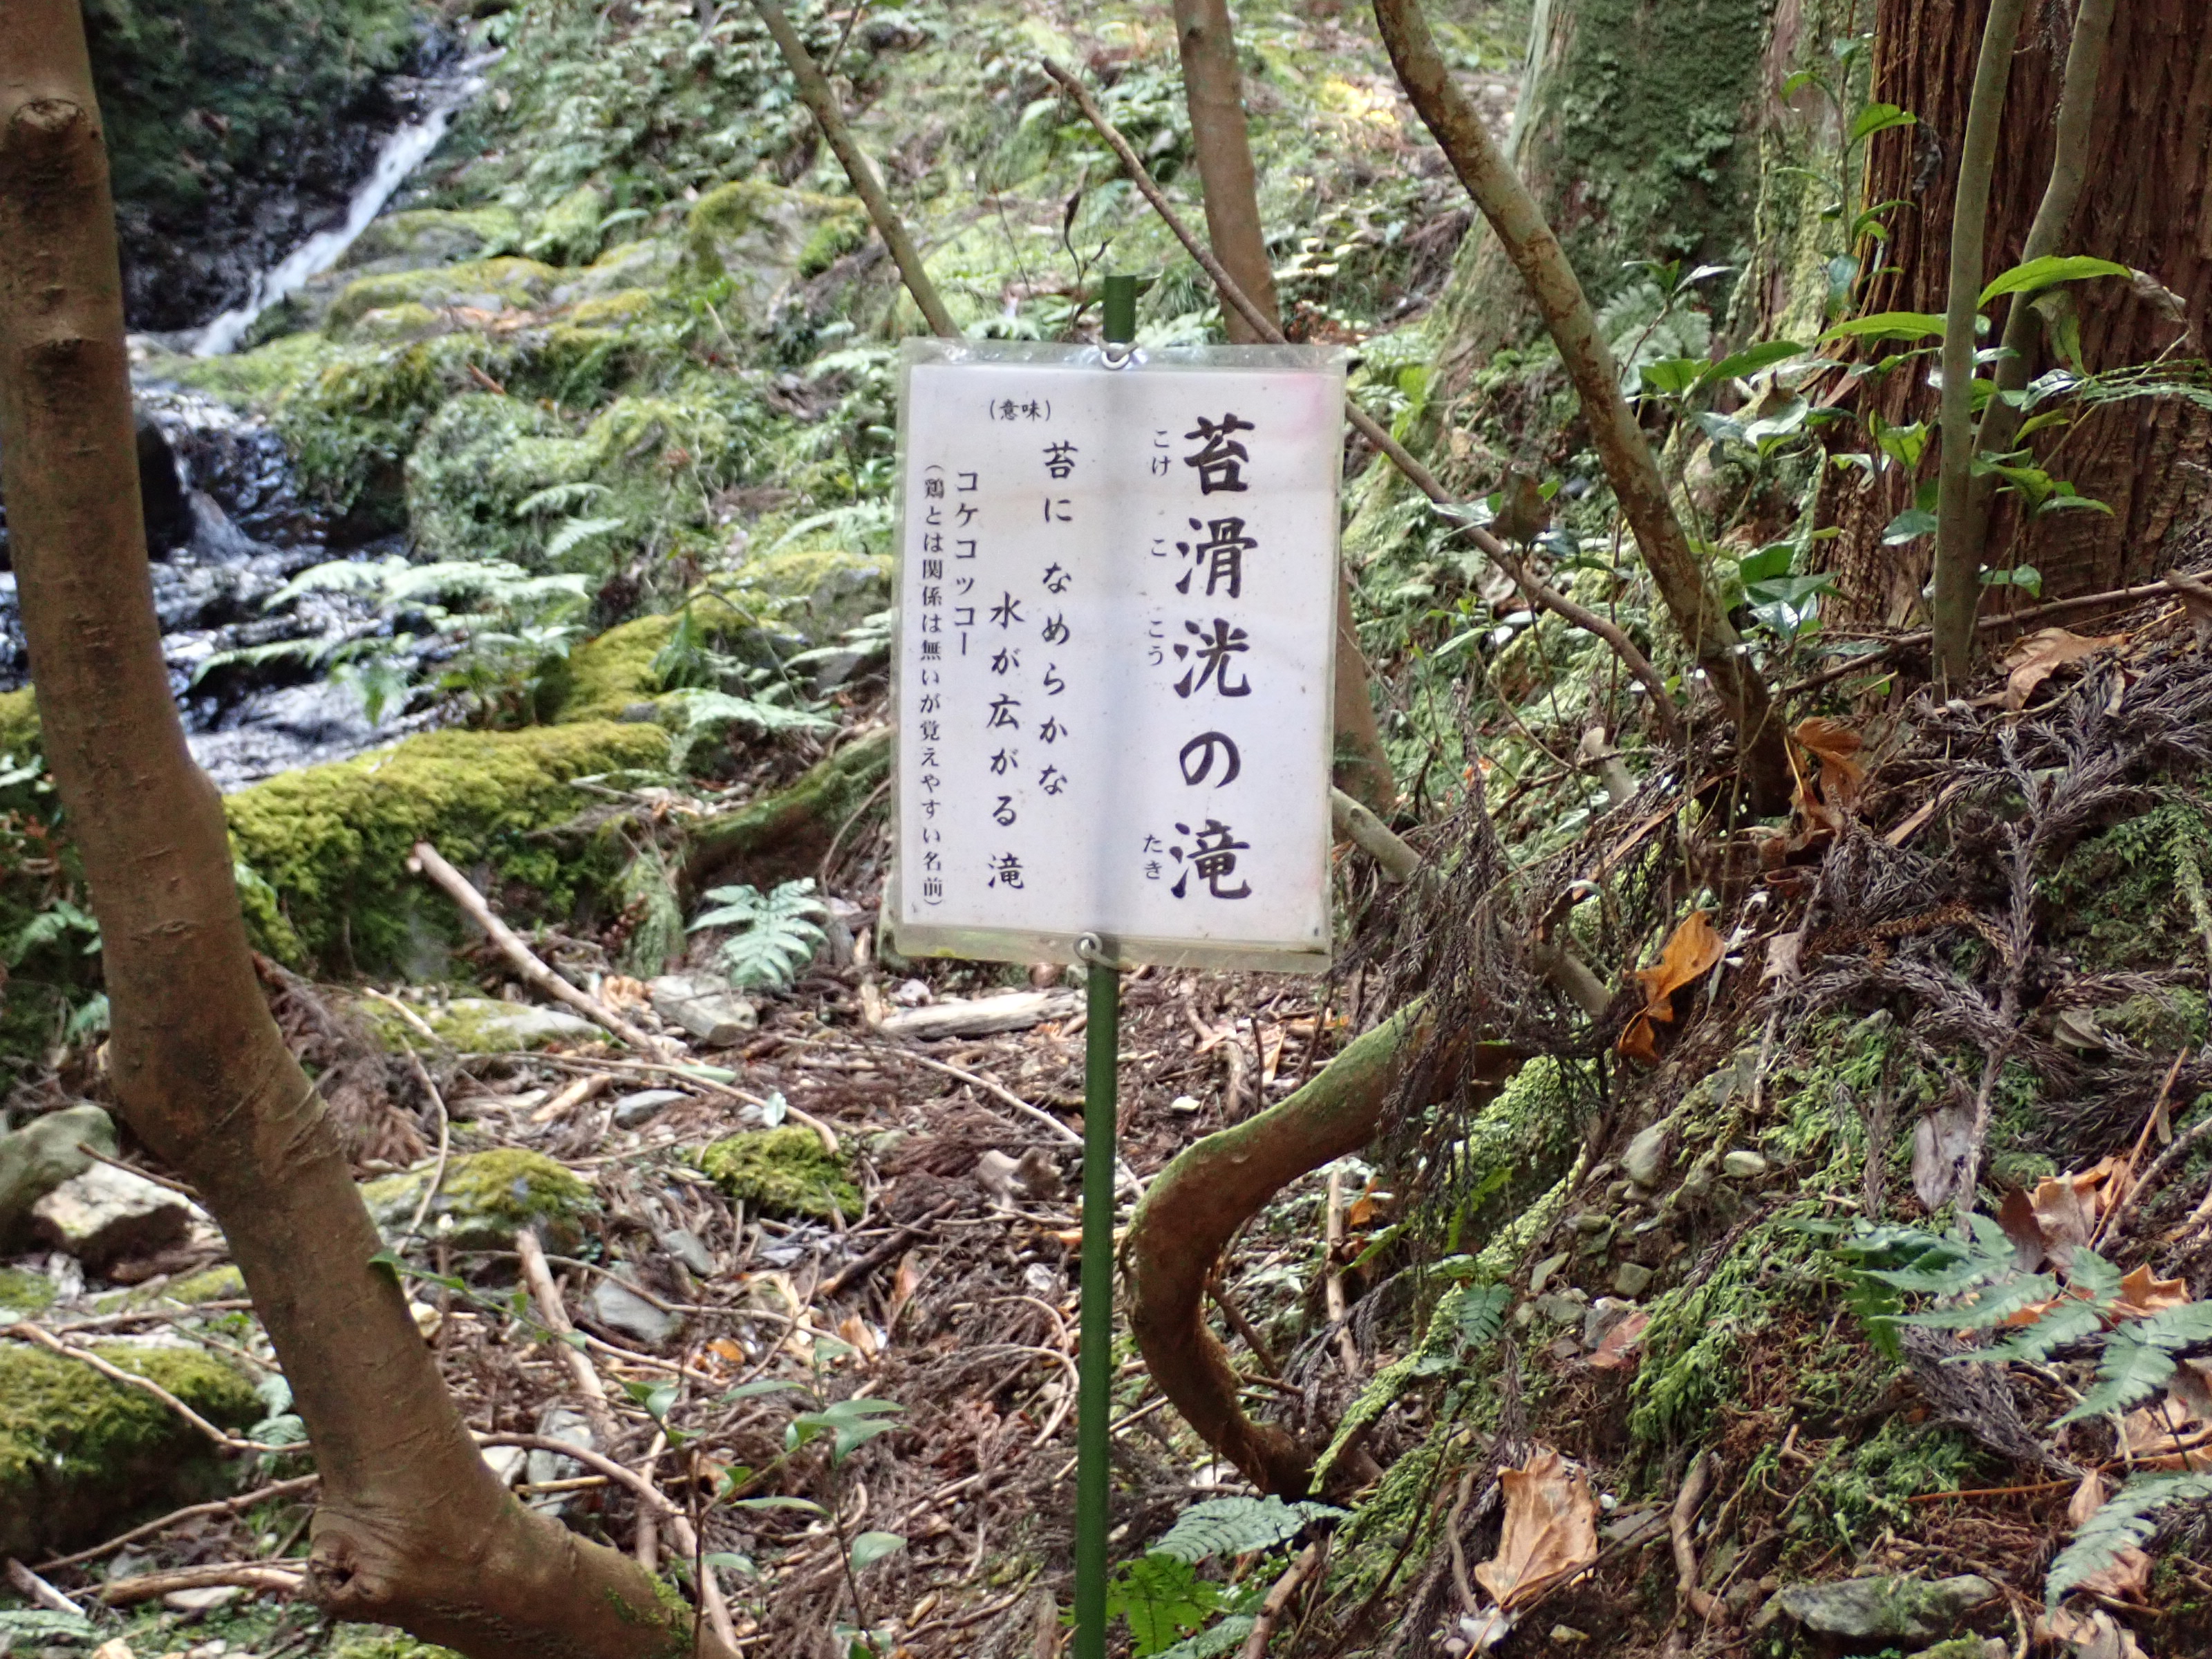 苔滑洸の滝
こけ こ こう たき
(意味)
苔に なめらかな
水が広がる 滝
コケコッコー
(鶏とは関係は無いが覚えやすい名前)